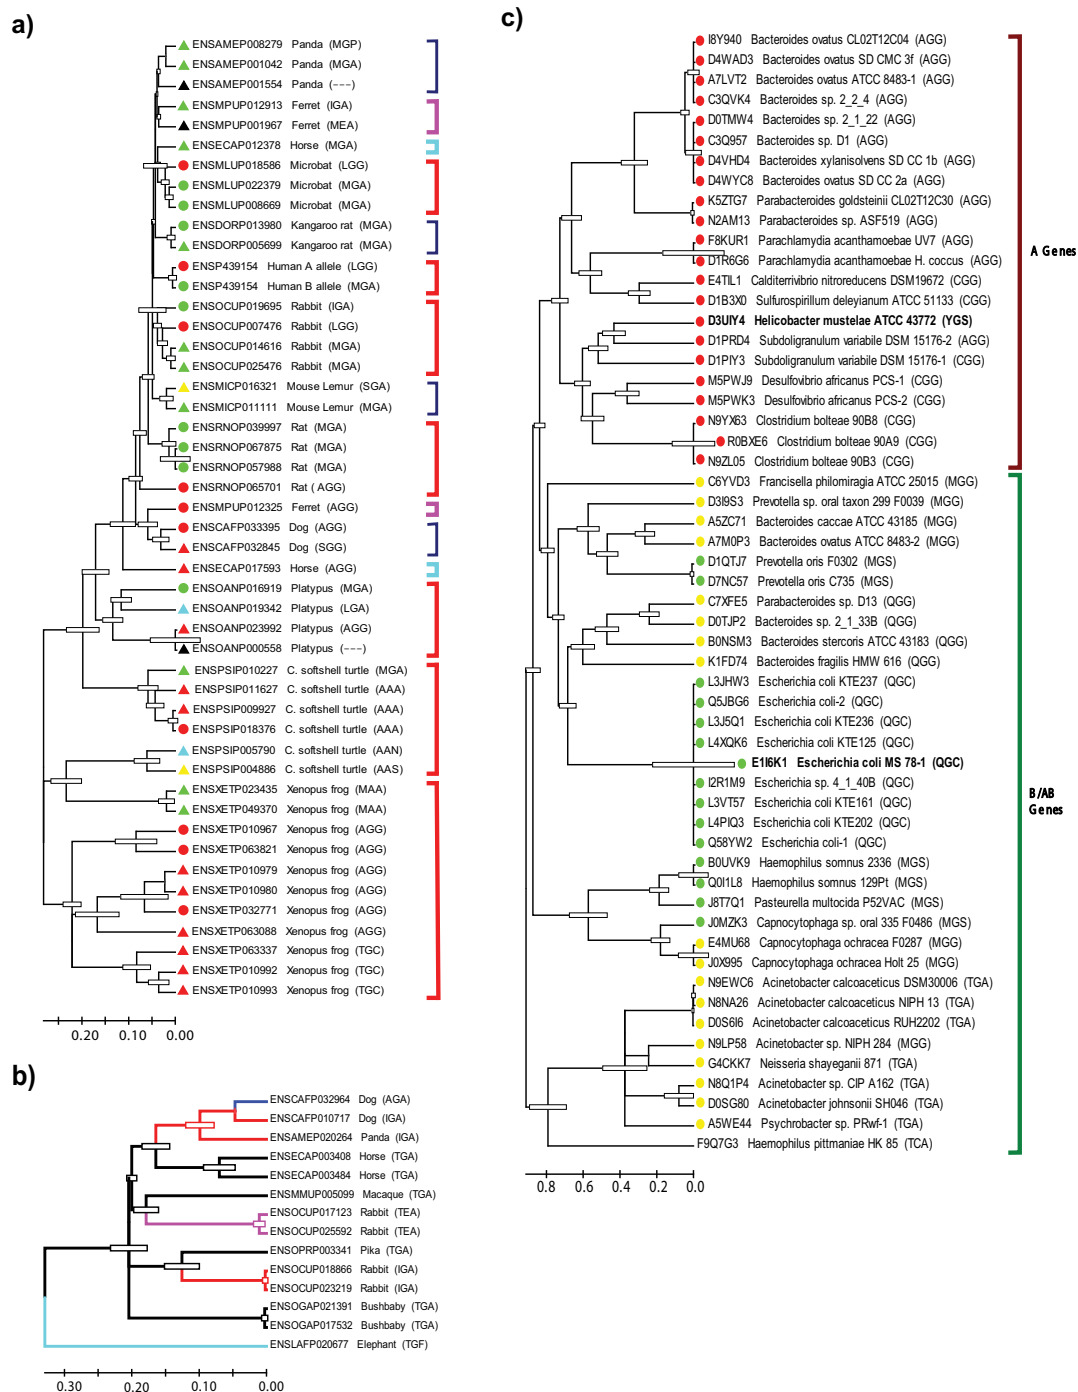 a)
ENSAMEP008279 Panda (MGP)
ENSAMEP001042 Panda (MGA)
ENSAMEP001554 Panda (---)
ENSMPUP012913 Ferret (IGA)
ENSMPUP001967 Ferret (MEA)
ENSECAP012378 Horse (MGA)
ENSMLUP018586 Microbat (LGG)
ENSMLUP022379 Microbat (MGA)
ENSMLUP008669 Microbat (MGA)
ENSDORP013980 Kangaroo rat (MGA)
ENSDORP005699 Kangaroo rat (MGA)
ENSP439154 Human A allele (LGG)
ENSP439154 Human B allele (MGA)
ENSOCUP019695 Rabbit (IGA)
ENSOCUP007476 Rabbit (LGG)
ENSOCUP014616 Rabbit (MGA)
ENSOCUP025476 Rabbit (MGA)
ENSMICP016321 Mouse Lemur (SGA)
ENSMICP011111 Mouse Lemur (MGA)
ENSRNOP039997 Rat (MGA)
ENSRNOP067875 Rat (MGA)
ENSRNOP057988 Rat (MGA)
ENSRNOP065701 Rat ( AGG)
ENSMPUP012325 Ferret (AGG)
ENSCAFP033395 Dog (AGG)
ENSCAFP032845 Dog (SGG)
ENSECAP017593 Horse (AGG)
ENSOANP016919 Platypus (MGA)
ENSOANP019342 Platypus (LGA)
ENSOANP023992 Platypus (AGG)
ENSOANP000558 Platypus (---)
ENSPSIP010227 C. softshell turtle (MGA)
ENSPSIP011627 C. softshell turtle (AAA)
ENSPSIP009927 C. softshell turtle (AAA)
ENSPSIP018376 C. softshell turtle (AAA)
ENSPSIP005790 C. softshell turtle (AAN)
ENSPSIP004886 C. softshell turtle (AAS)
ENSXETP023435 Xenopus frog (MAA)
ENSXETP049370 Xenopus frog (MAA)
ENSXETP010967 Xenopus frog (AGG)
ENSXETP063821 Xenopus frog (AGG)
ENSXETP010979 Xenopus frog (AGG)
ENSXETP010980 Xenopus frog (AGG)
ENSXETP032771 Xenopus frog (AGG)
ENSXETP063088 Xenopus frog (AGG)
ENSXETP063337 Xenopus frog (TGC)
ENSXETP010992 Xenopus frog (TGC)
ENSXETP010993 Xenopus frog (TGC)
0.20 0.10 0.00
b)
ENSCAFP032964 Dog (AGA)
ENSCAFP010717 Dog (IGA)
ENSAMEP020264 Panda (IGA)
ENSECAP003408 Horse (TGA)
ENSECAP003484 Horse (TGA)
ENSMMUP005099 Macaque (TGA)
ENSOCUP017123 Rabbit (TEA)
ENSOCUP025592 Rabbit (TEA)
ENSOPRP003341 Pika (TGA)
ENSOCUP018866 Rabbit (IGA)
ENSOCUP023219 Rabbit (IGA)
ENSOGAP021391 Bushbaby (TGA)
ENSOGAP017532 Bushbaby (TGA)
ENSLAFP020677 Elephant (TGF)
0.30 0.20 0.10 0.00
c)
I8Y940 Bacteroides ovatus CL02T12C04 (AGG)
D4WAD3 Bacteroides ovatus SD CMC 3f (AGG)
A7LVT2 Bacteroides ovatus ATCC 8483-1 (AGG)
C3QVK4 Bacteroides sp. 2_2_4 (AGG)
D0TMW4 Bacteroides sp. 2_1_22 (AGG)
C3Q957 Bacteroides sp. D1 (AGG)
D4VHD4 Bacteroides xylanisolvens SD CC 1b (AGG)
D4WYC8 Bacteroides ovatus SD CC 2a (AGG)
K5ZTG7 Parabacteroides goldsteinii CL02T12C30 (AGG)
N2AM13 Parabacteroides sp. ASF519 (AGG)
F8KUR1 Parachlamydia acanthamoebae UV7 (AGG)
D1R6G6 Parachlamydia acanthamoebae H. coccus (AGG)
E4TIL1 Calditerrivibrio nitroreducens DSM19672 (CGG)
D1B3X0 Sulfurospirillum deleyianum ATCC 51133 (CGG)
D3UIY4 Helicobacter mustelae ATCC 43772 (YGS)
D1PRD4 Subdoligranulum variabile DSM 15176-2 (AGG)
D1PIY3 Subdoligranulum variabile DSM 15176-1 (CGG)
M5PWJ9 Desulfovibrio africanus PCS-1 (CGG)
M5PWK3 Desulfovibrio africanus PCS-2 (CGG)
N9YX63 Clostridium bolteae 90B8 (CGG)
R0BXE6 Clostridium bolteae 90A9 (CGG)
N9ZL05 Clostridium bolteae 90B3 (CGG)
A Genes
C6YVD3 Francisella philomiragia ATCC 25015 (MGG)
D3I9S3 Prevotella sp. oral taxon 299 F0039 (MGG)
A5ZC71 Bacteroides caccae ATCC 43185 (MGG)
A7M0P3 Bacteroides ovatus ATCC 8483-2 (MGG)
D1QTJ7 Prevotella oris F0302 (MGS)
D7NC57 Prevotella oris C735 (MGS)
C7XFE5 Parabacteroides sp. D13 (QGG)
D0TJP2 Bacteroides sp. 2_1_33B (QGG)
B0NSM3 Bacteroides stercoris ATCC 43183 (QGG)
K1FD74 Bacteroides fragilis HMW 616 (QGG)
L3JHW3 Escherichia coli KTE237 (QGC)
Q5JBG6 Escherichia coli-2 (QGC)
L3J5Q1 Escherichia coli KTE236 (QGC)
L4XQK6 Escherichia coli KTE125 (QGC)
E1I6K1 Escherichia coli MS 78-1 (QGC)
I2R1M9 Escherichia sp. 4_1_40B (QGC)
L3VT57 Escherichia coli KTE161 (QGC)
L4PIQ3 Escherichia coli KTE202 (QGC)
Q58YW2 Escherichia coli-1 (QGC)
B0UVK9 Haemophilus somnus 2336 (MGS)
Q0I1L8 Haemophilus somnus 129Pt (MGS)
J8T7Q1 Pasteurella multocida P52VAC (MGS)
J0MZK3 Capnocytophaga sp. oral 335 F0486 (MGS)
E4MU68 Capnocytophaga ochracea F0287 (MGG)
J0X995 Capnocytophaga ochracea Holt 25 (MGG)
N9EWC6 Acinetobacter calcoaceticus DSM30006 (TGA)
N8NA26 Acinetobacter calcoaceticus NIPH 13 (TGA)
D0S6I6 Acinetobacter calcoaceticus RUH2202 (TGA)
N9LP58 Acinetobacter sp. NIPH 284 (MGG)
G4CKK7 Neisseria shayeganii 871 (TGA)
N8Q1P4 Acinetobacter sp. CIP A162 (TGA)
D0SG80 Acinetobacter johnsonii SH046 (TGA)
A5WE44 Psychrobacter sp. PRwf-1 (TGA)
F9Q7G3 Haemophilus pittmaniae HK 85 (TCA)
B/AB
Genes
0.8 0.6 0.4 0.2 0.0